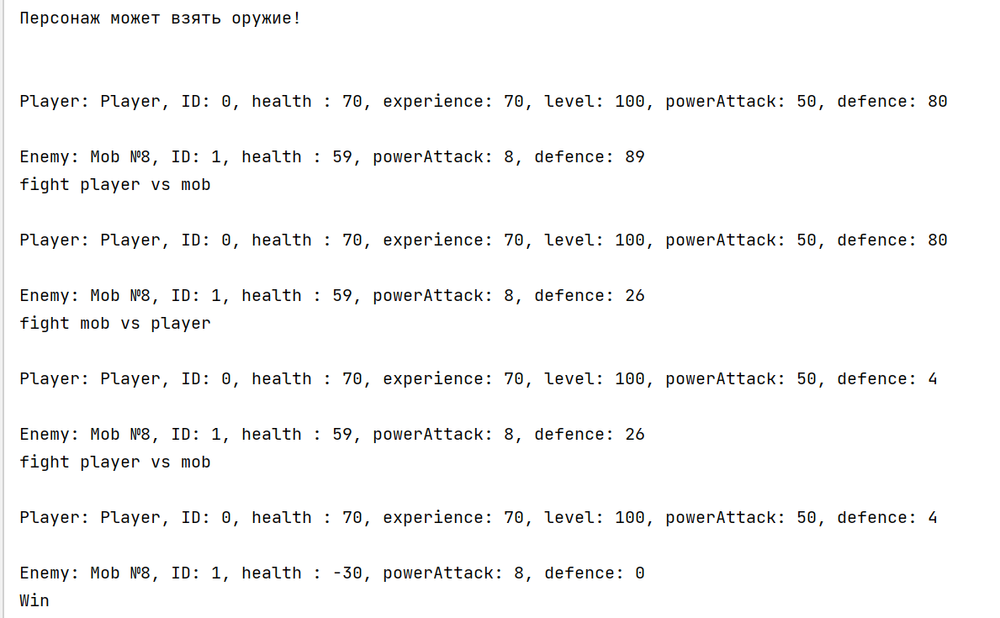 Персонаж может взять оружие!
Player: Player, ID: 0, health : 70, experience: 70, level: 100, powerAttack: 50, defence: 80
Enemy: Mob №8, ID: 1, health : 59, powerAttack: 8, defence: 89
fight player vs mob
Player: Player, ID: 0, health : 70, experience: 70, level: 100, powerAttack: 50, defence: 80
Enemy: Mob №8, ID: 1, health : 59, powerAttack: 8, defence: 26
fight mob vs player
Player: Player, ID: 0, health : 70, experience: 70, level: 100, powerAttack: 50, defence: 4
Enemy: Mob №8, ID: 1, health : 59, powerAttack: 8, defence: 26
fight player vs mob
Player: Player, ID: 0, health : 70, experience: 70, level: 100, powerAttack: 50, defence: 4
Enemy: Mob №8, ID: 1, health : -30, powerAttack: 8, defence: 0
Win